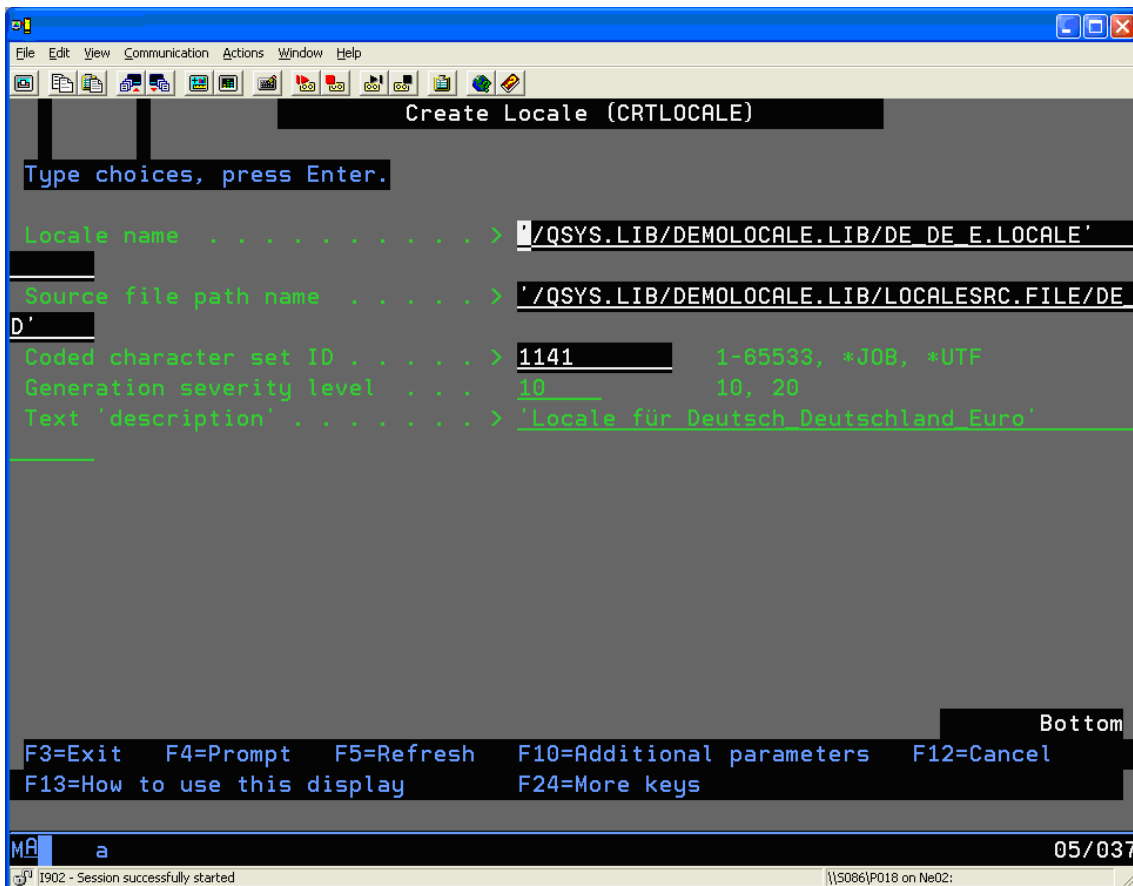 File Edit View Communication Actions Window Help
Create Locale (CRTLOCALE)
Type choices, press Enter.
Locale name . . . . . . . . . . . > '/QSYS.LIB/DEMOLOCALE.LIB/DE_DE_E.LOCALE'
Source file path name . . . . . > '/QSYS.LIB/DEMOLOCALE.LIB/LOCALESRC.FILE/DE_
D'
Coded character set ID . . . . . > 1141 1-65533, *JOB, *UTF
Generation severity level . . . 10 10, 20
Text 'description' . . . . . . . > 'Locale für Deutsch_Deutschland_Euro'
Bottom
F3=Exit F4=Prompt F5=Refresh F10=Additional parameters F12=Cancel
F13=How to use this display F24=More keys
MA a 05/037
I902 - Session successfully started \\S086\P018 on Ne02: